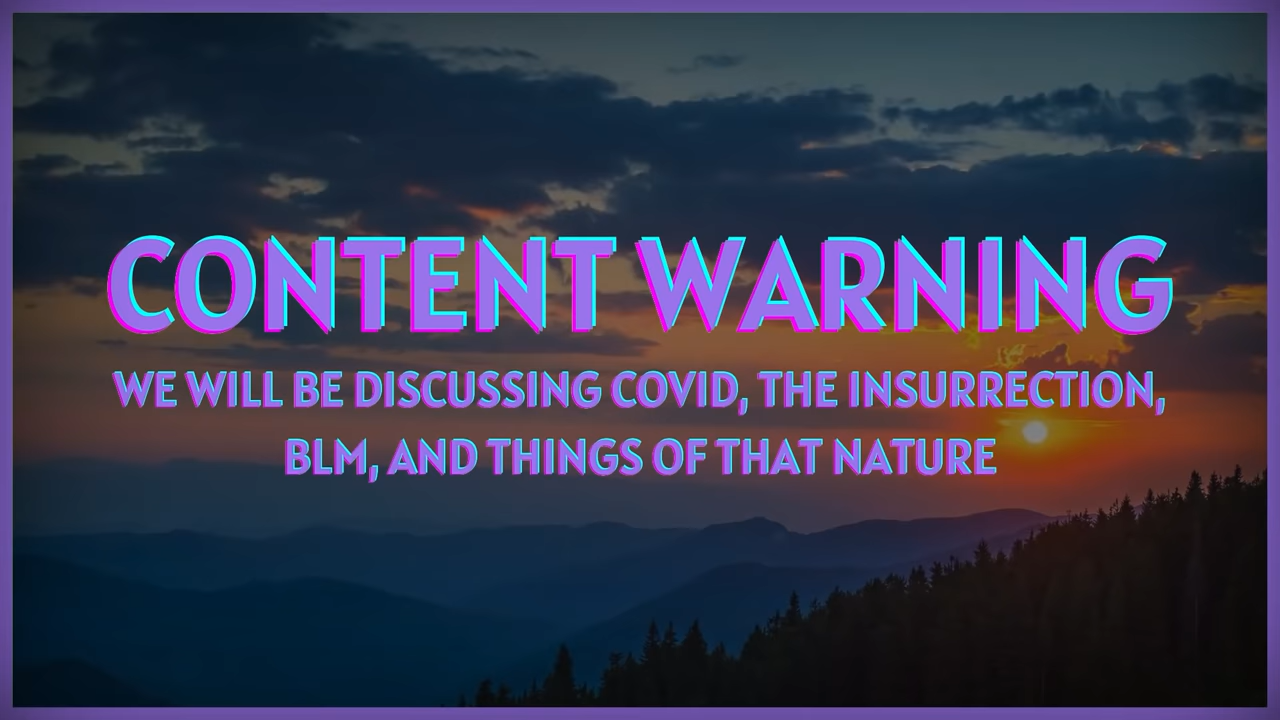 CONTENT WARNING
WE WILL BE DISCUSSING COVID, THE INSURRECTION,
BLM, AND THINGS OF THAT NATURE